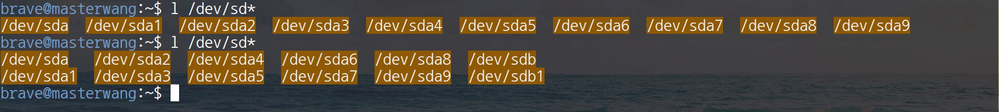 brave@masterwang:~$ l /dev/sd*
/dev/sda  /dev/sda1  /dev/sda2  /dev/sda3  /dev/sda4  /dev/sda5  /dev/sda6  /dev/sda7  /dev/sda8  /dev/sda9
brave@masterwang:~$ l /dev/sd*
/dev/sda   /dev/sda2  /dev/sda4  /dev/sda6  /dev/sda8  /dev/sdb
/dev/sda1  /dev/sda3  /dev/sda5  /dev/sda7  /dev/sda9  /dev/sdb1
brave@masterwang:~$